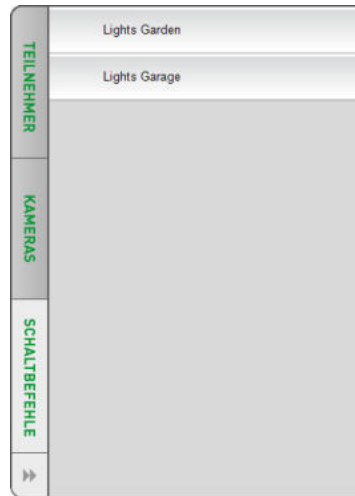 Lights Garden
Lights Garage
TEILNEHMER
KAMERAS
SCHALTBEFEHLE